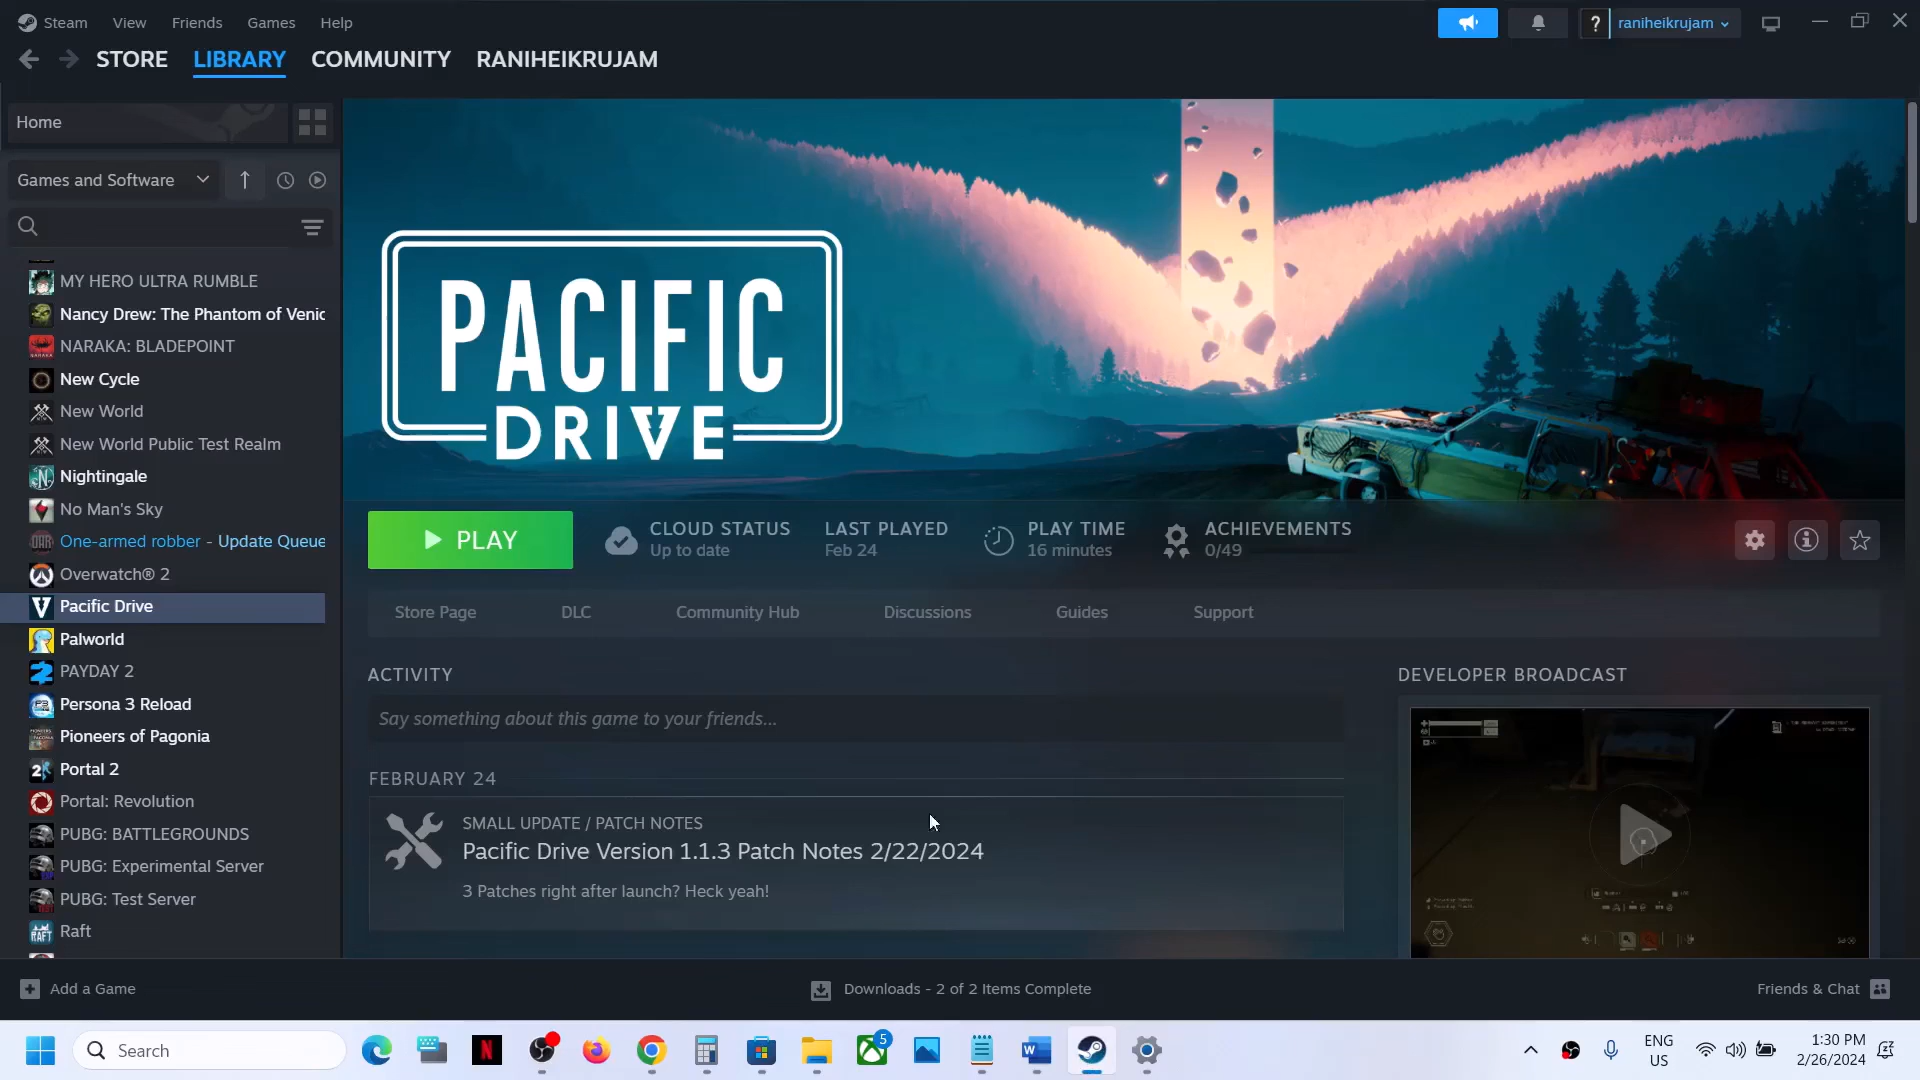 Steam View Friends Games Help
? raniheikrujam
STORE LIBRARY COMMUNITY RANIHEIKRUJAM
Home
Games and Software
MY HERO ULTRA RUMBLE
Nancy Drew: The Phantom of Venic
NARAKA: BLADEPOINT
New Cycle
New World
New World Public Test Realm
Nightingale
No Man's Sky
One-armed robber - Update Queue
Overwatch® 2
Pacific Drive
Palworld
PAYDAY 2
Persona 3 Reload
Pioneers of Pagonia
Portal 2
Portal: Revolution
PUBG: BATTLEGROUNDS
PUBG: Experimental Server
PUBG: Test Server
Raft
PACIFIC
DRIVE
PLAY
CLOUD STATUS
Up to date
LAST PLAYED
Feb 24
PLAY TIME
16 minutes
ACHIEVEMENTS
0/49
Store Page DLC Community Hub Discussions Guides Support
ACTIVITY
Say something about this game to your friends...
FEBRUARY 24
SMALL UPDATE / PATCH NOTES
Pacific Drive Version 1.1.3 Patch Notes 2/22/2024
3 Patches right after launch? Heck yeah!
DEVELOPER BROADCAST
Add a Game
Downloads - 2 of 2 Items Complete
Friends & Chat
Search
5
ENG
US
1:30 PM
2/26/2024